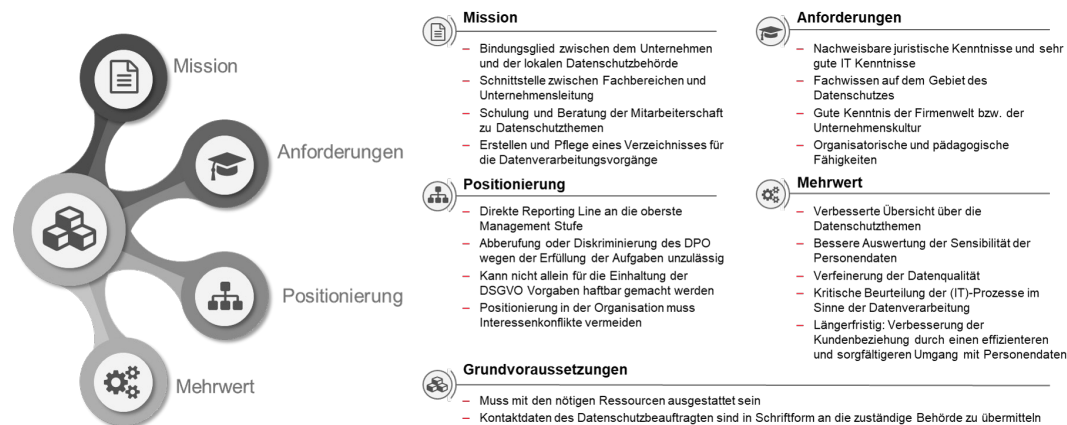 Mission
Anforderungen
Positionierung
Mehrwert
Mission
– Bindungsglied zwischen dem Unternehmen
und der lokalen Datenschutzbehörde
– Schnittstelle zwischen Fachbereichen und
Unternehmensleitung
– Schulung und Beratung der Mitarbeiterschaft
zu Datenschutzthemen
– Erstellen und Pflege eines Verzeichnisses für
die Datenverarbeitungsvorgänge
Anforderungen
– Nachweisbare juristische Kenntnisse und sehr
gute IT Kenntnisse
– Fachwissen auf dem Gebiet des
Datenschutzes
– Gute Kenntnis der Firmenwelt bzw. der
Unternehmenskultur
– Organisatorische und pädagogische
Fähigkeiten
Positionierung
– Direkte Reporting Line an die oberste
Management Stufe
– Abberufung oder Diskriminierung des DPO
wegen der Erfüllung der Aufgaben unzulässig
– Kann nicht allein für die Einhaltung der
DSGVO Vorgaben haftbar gemacht werden
– Positionierung in der Organisation muss
Interessenkonflikte vermeiden
Mehrwert
– Verbesserte Übersicht über die
Datenschutzthemen
– Bessere Auswertung der Sensibilität der
Personendaten
– Verfeinerung der Datenqualität
– Kritische Beurteilung der (IT)-Prozesse im
Sinne der Datenverarbeitung
– Längerfristig: Verbesserung der
Kundenbeziehung durch einen effizienteren
und sorgfältigeren Umgang mit Personendaten
Grundvoraussetzungen
– Muss mit den nötigen Ressourcen ausgestattet sein
– Kontaktdaten des Datenschutzbeauftragten sind in Schriftform an die zuständige Behörde zu übermitteln